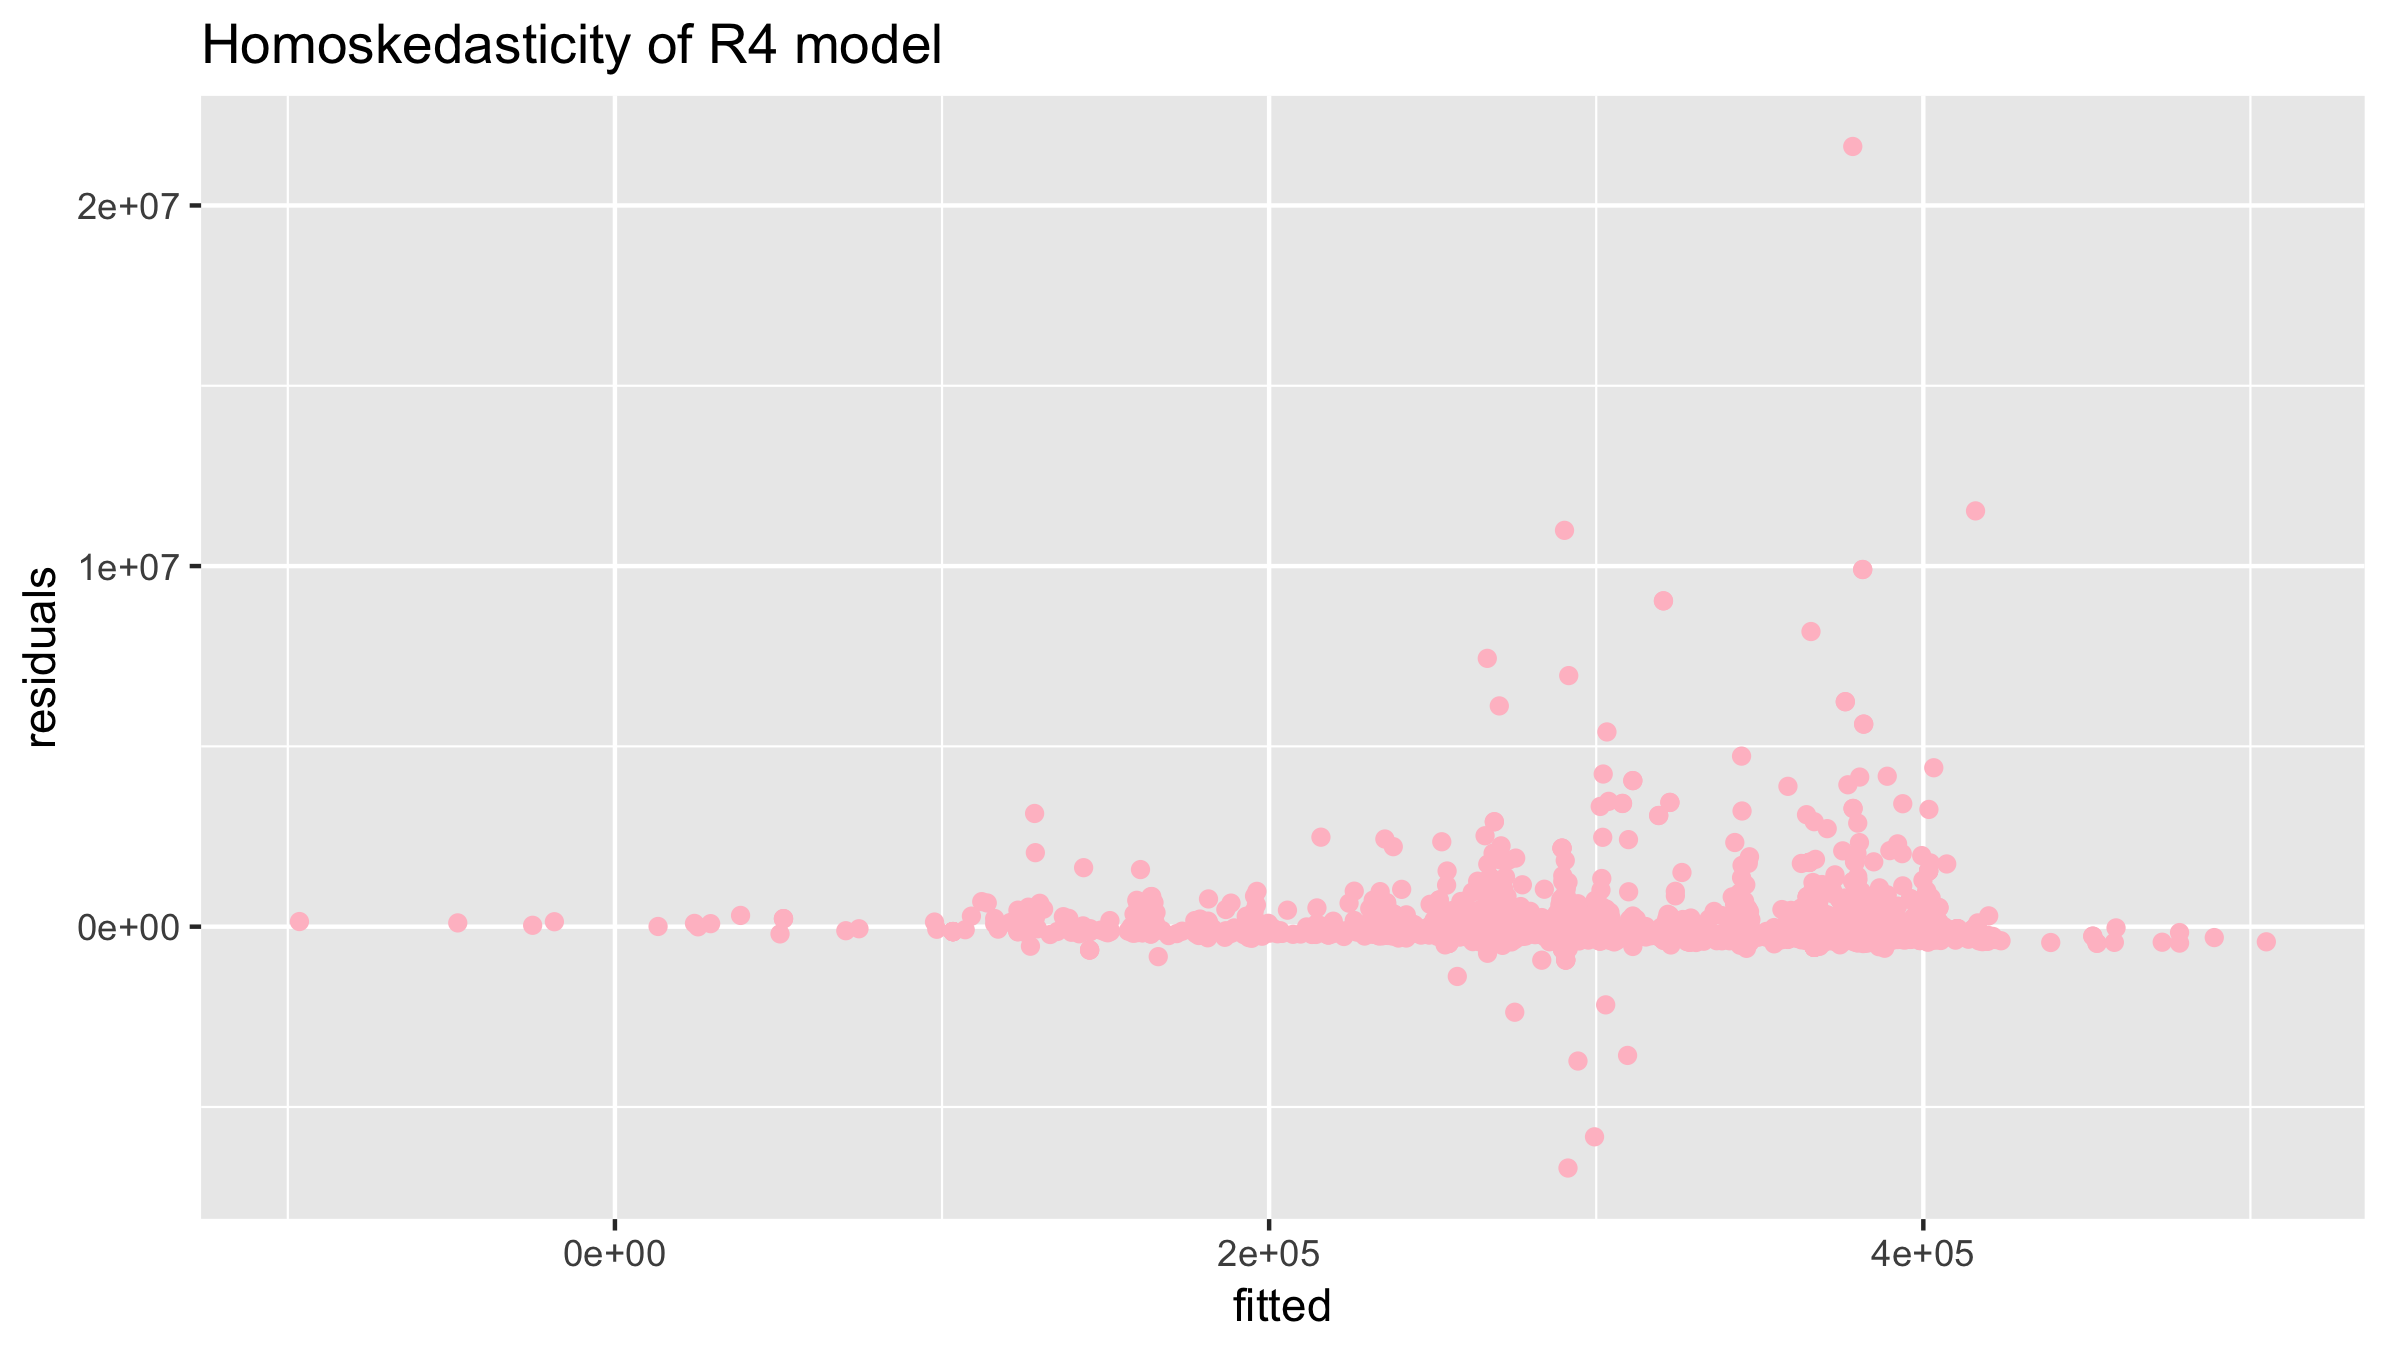 Homoskedasticity of R4 model
2e+07
1e+07
0e+00
residuals
0e+00 2e+05 4e+05
fitted